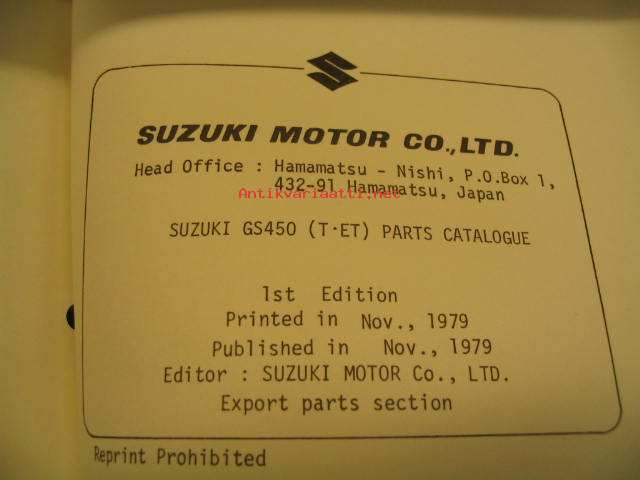 SUZUKI MOTOR CO.,LTD.
Head Office : Hamamatsu - Nishi, P.O.Box 1,
432-91 Hamamatsu, Japan
Antikvariaatti.net
SUZUKI GS450 (T·ET) PARTS CATALOGUE
1st Edition
Printed in Nov., 1979
Published in Nov., 1979
Editor : SUZUKI MOTOR Co., LTD.
Export parts section
Reprint Prohibited